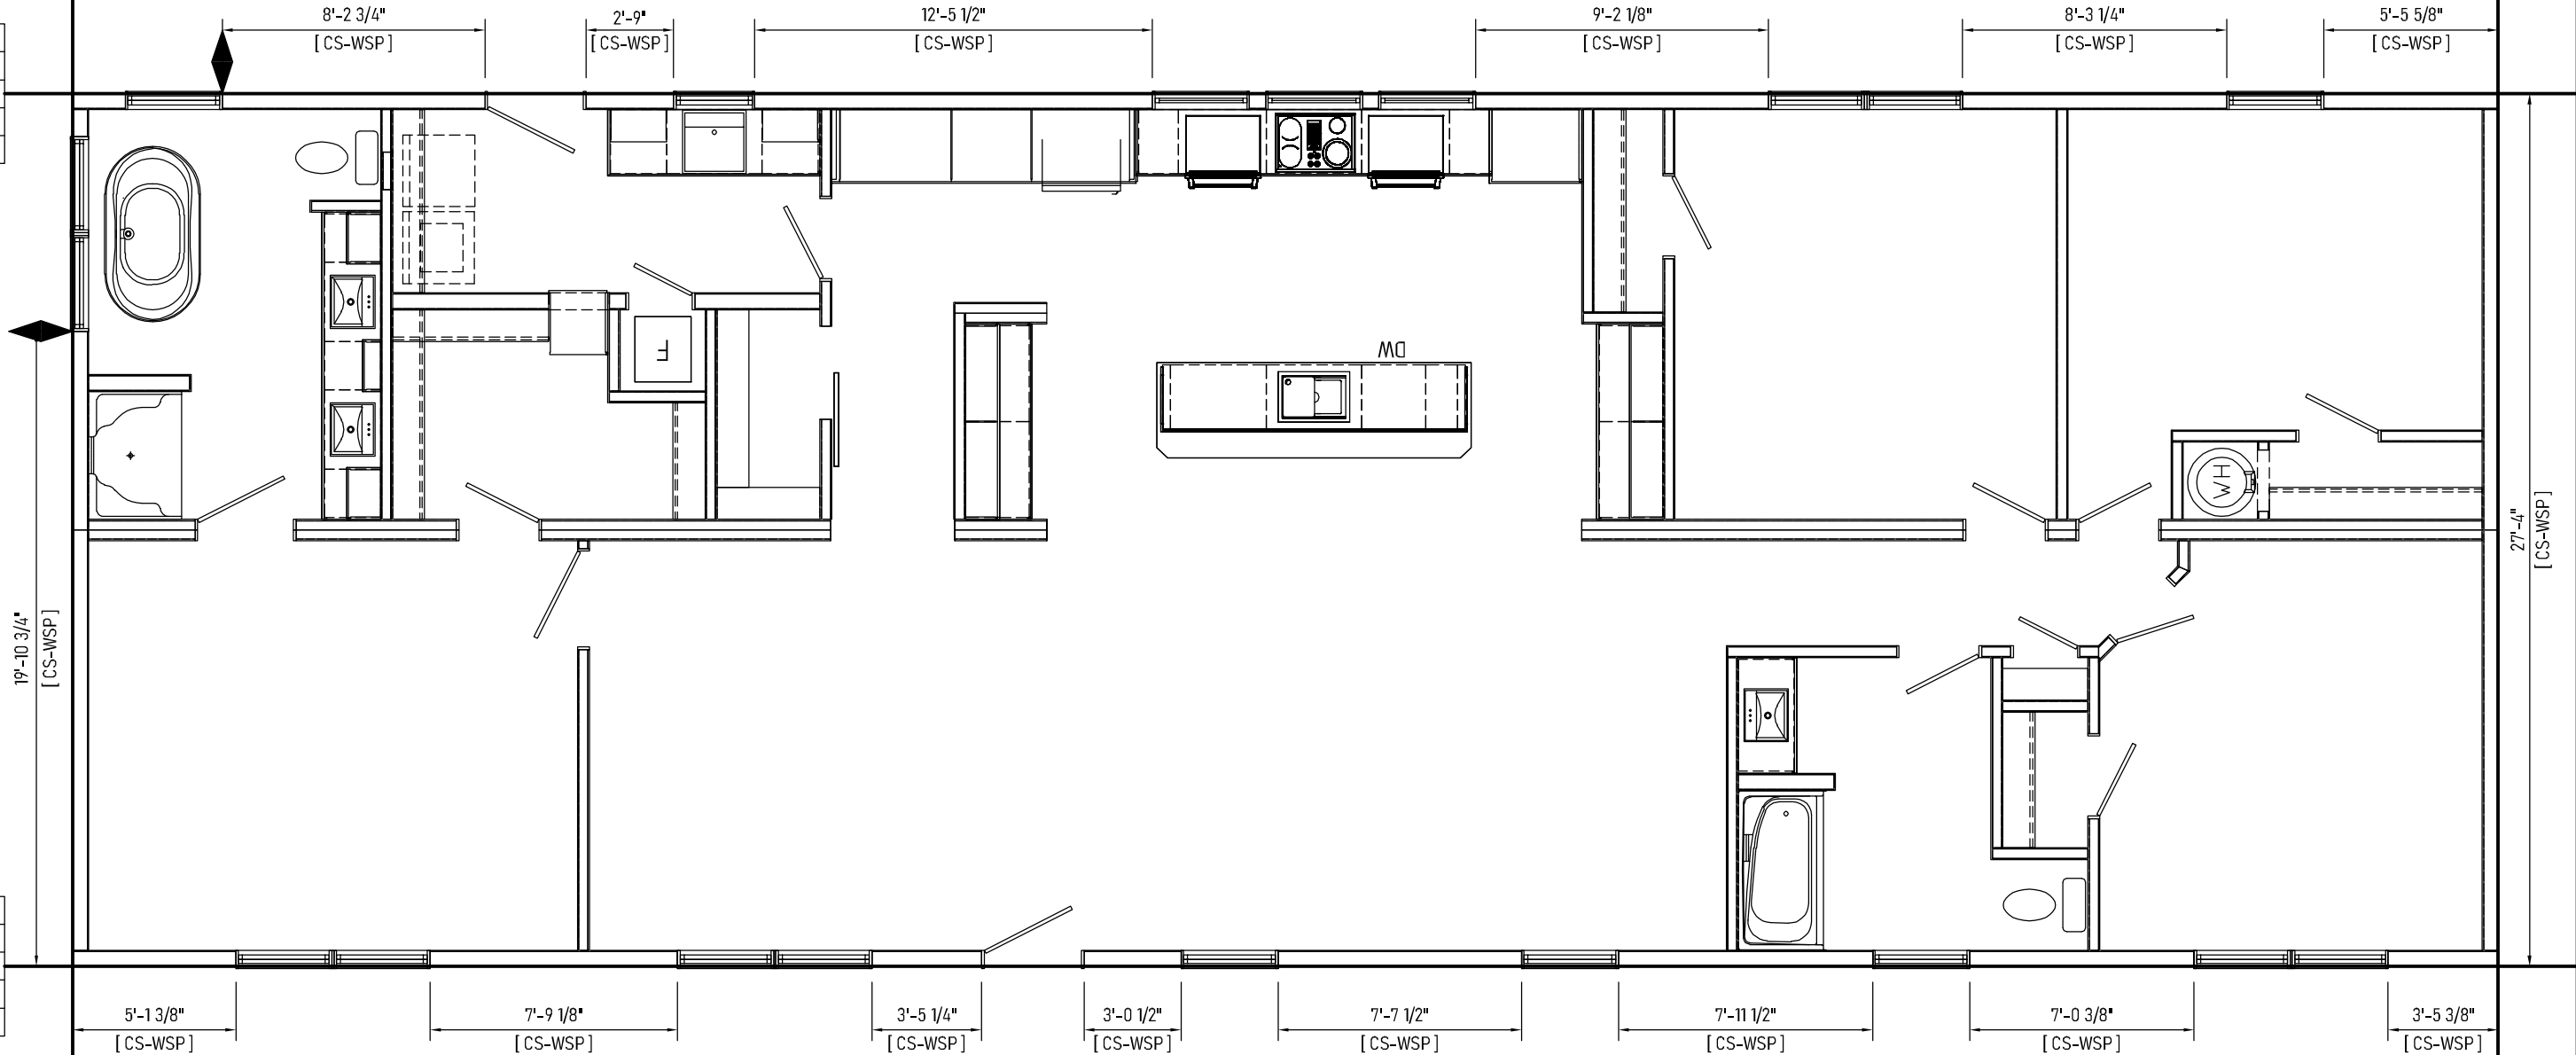 8'-2 3/4"
[ CS-WSP ]
2'-9"
[ CS-WSP ]
12'-5 1/2"
[ CS-WSP ]
9'-2 1/8"
[ CS-WSP ]
8'-3 1/4"
[ CS-WSP ]
5'-5 5/8"
[ CS-WSP ]
F
DW
WH
19'-10 3/4"
[ CS-WSP ]
27'-4"
[ CS-WSP ]
5'-1 3/8"
[ CS-WSP ]
7'-9 1/8"
[ CS-WSP ]
3'-5 1/4"
[ CS-WSP ]
3'-0 1/2"
[ CS-WSP ]
7'-7 1/2"
[ CS-WSP ]
7'-11 1/2"
[ CS-WSP ]
7'-0 3/8"
[ CS-WSP ]
3'-5 3/8"
[ CS-WSP ]